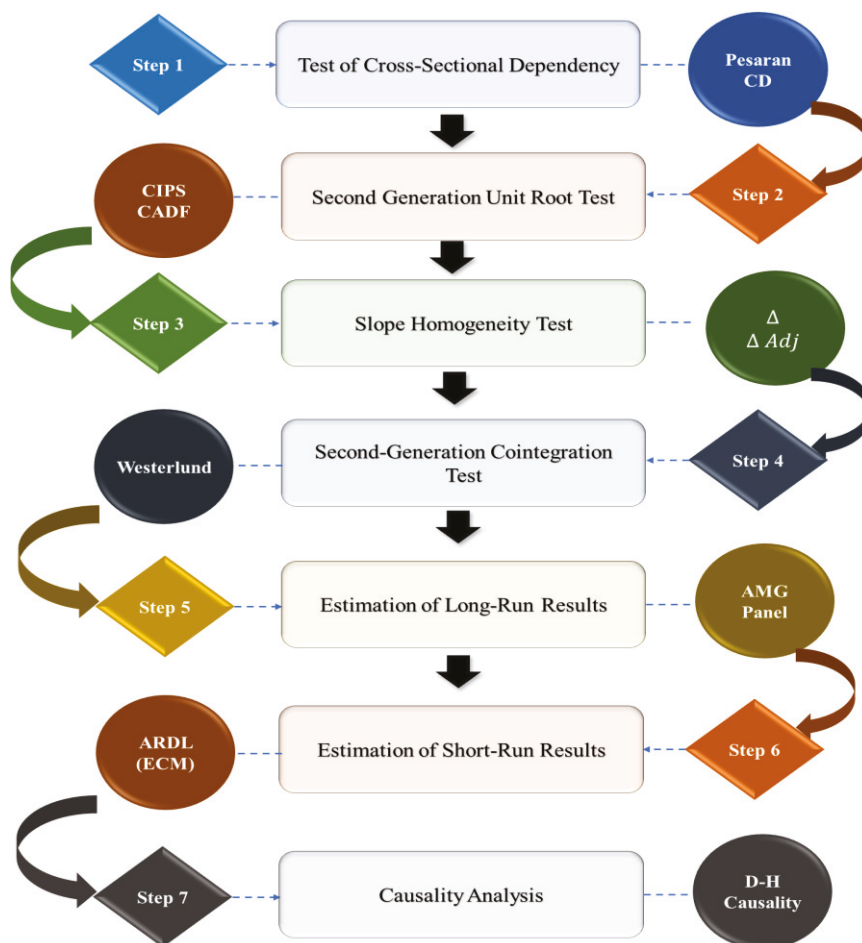 Step 1
Test of Cross-Sectional Dependency
Pesaran
CD
CIPS
CADF
Second Generation Unit Root Test
Step 2
Step 3
Slope Homogeneity Test
Δ
Δ Adj
Westerlund
Second-Generation Cointegration
Test
Step 4
Step 5
Estimation of Long-Run Results
AMG
Panel
ARDL
(ECM)
Estimation of Short-Run Results
Step 6
Step 7
Causality Analysis
D-H
Causality